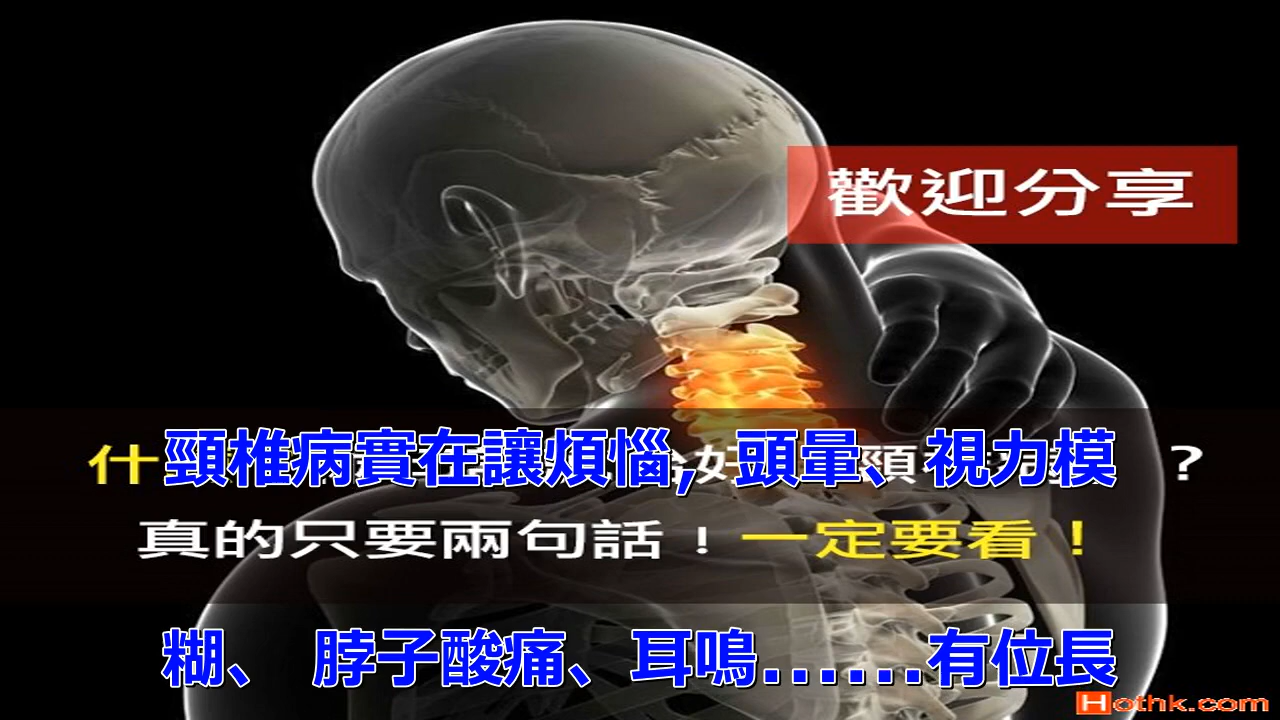 歡迎分享
什
頸椎病實在讓煩惱，頭暈、視力模
？
真的只要兩句話！一定要看！
糊、 脖子酸痛、耳鳴......有位長
Hothk.com